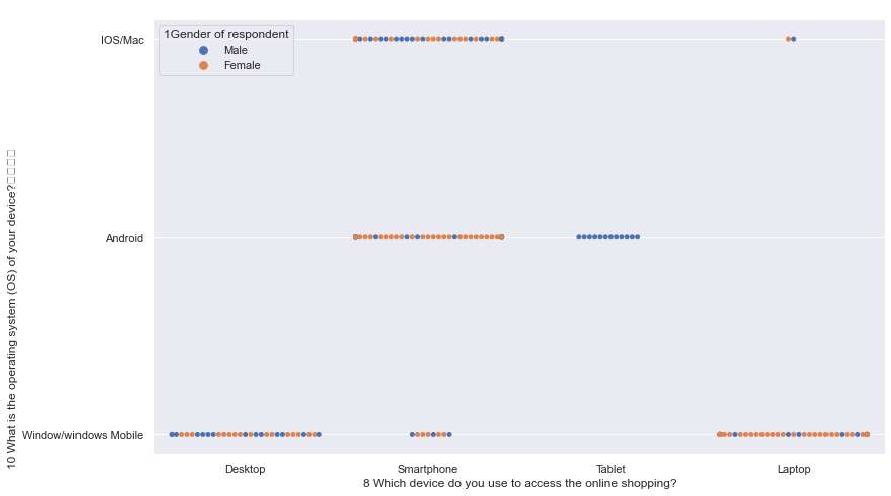 1Gender of respondent
Male
Female
IOS/Mac
Android
Window/windows Mobile
10 What is the operating system (OS) of your device?□□□□
Desktop
Smartphone
Tablet
Laptop
8 Which device do you use to access the online shopping?